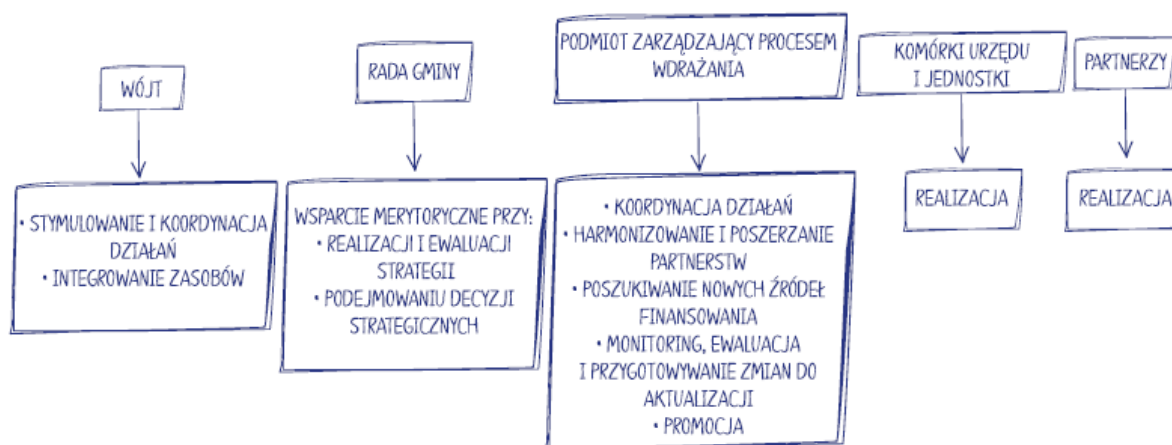 WÓJT
• STYMULOWANIE I KOORDYNACJA
DZIAŁAŃ
• INTEGROWANIE ZASOBÓW
RADA GMINY
WSPARCIE MERYTORYCZNE PRZY:
• REALIZACJI I EWALUACJI
STRATEGII
• PODEJMOWANIU DECYZJI
STRATEGICZNYCH
PODMIOT ZARZĄDZAJĄCY PROCESEM
WDRAŻANIA
• KOORDYNACJA DZIAŁAŃ
• HARMONIZOWANIE I POSZERZANIE
PARTNERSTW
• POSZUKIWANIE NOWYCH ŹRÓDEŁ
FINANSOWANIA
• MONITORING, EWALUACJA
I PRZYGOTOWYWANIE ZMIAN DO
AKTUALIZACJI
• PROMOCJA
KOMÓRKI URZĘDU
I JEDNOSTKI
REALIZACJA
PARTNERZY
REALIZACJA